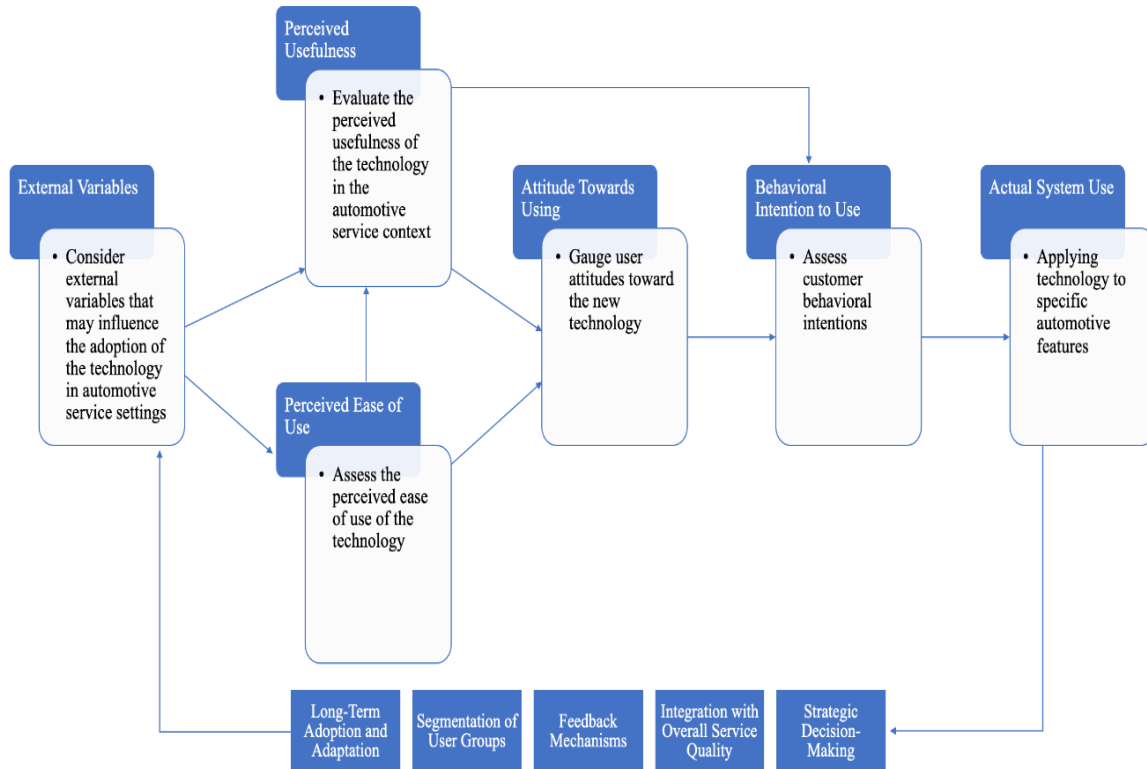 Perceived
Usefulness
• Evaluate the
perceived
usefulness of
the technology
in the
automotive
service context
External Variables
• Consider
external
variables that
may influence
the adoption of
the technology
in automotive
service settings
Perceived Ease of
Use
• Assess the
perceived ease
of use of the
technology
Attitude Towards
Using
• Gauge user
attitudes toward
the new
technology
Behavioral
Intention to Use
• Assess
customer
behavioral
intentions
Actual System Use
• Applying
technology to
specific
automotive
features
Long-Term
Adoption and
Adaptation
Segmentation of
User Groups
Feedback
Mechanisms
Integration with
Overall Service
Quality
Strategic
Decision-
Making